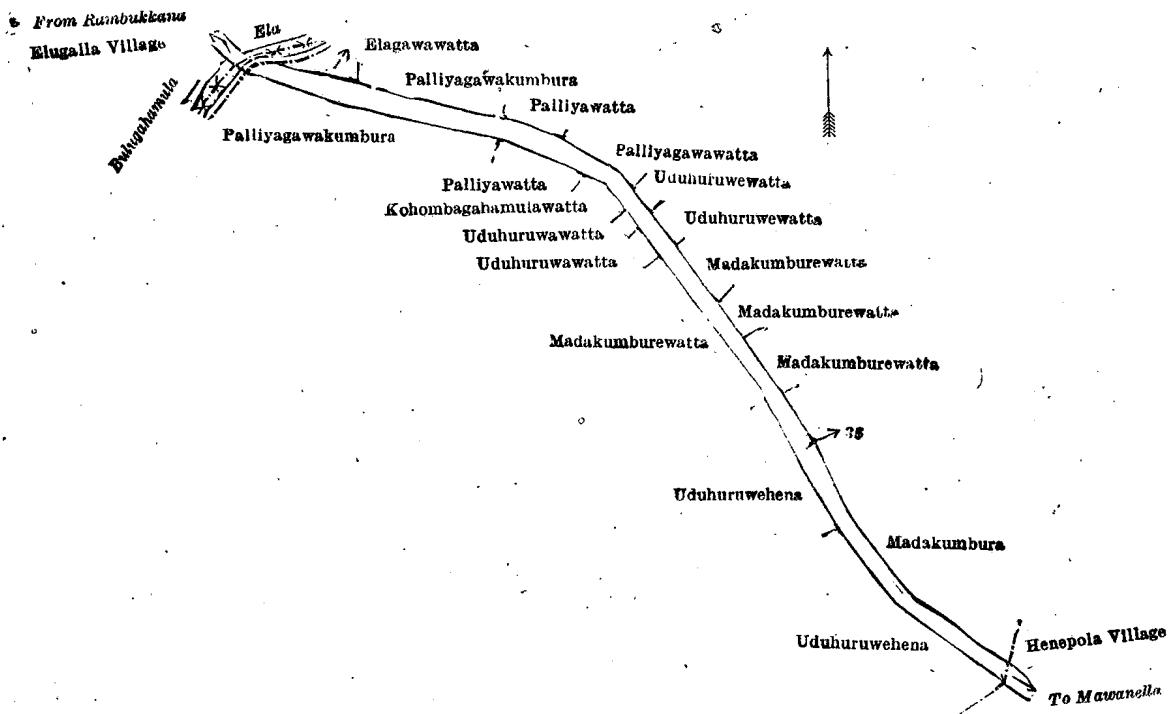 From Rambukkana
Elugalla Village
Ela
Elagawawatta
Bulugahamula
Palliyagawakumbura
Palliyawatta
Palliyagawakumbura
Palliyagawawatta
Palliyawatta
Uduhuruwewatta
Kohombagahamulawatta
Uduhuruwewatta
Uduhuruwawatta
Uduhuruwawatta
Madakumburewatta
Madakumburewatta
Madakumburewatta
Madakumburewatta
Uduhuruwehena
Madakumbura
Uduhuruwehena
Henepola Village
To Mawanella